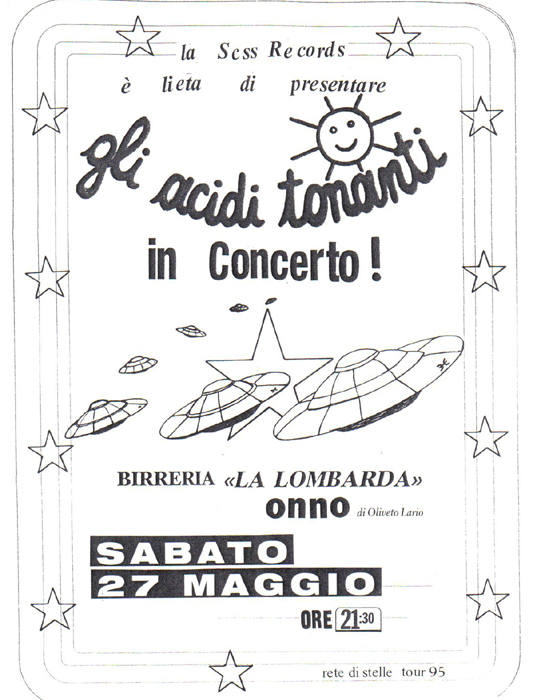 la Scss Records
è lieta di presentare
gli acidi tonanti
in Concerto !
BIRRERIA «LA LOMBARDA»
onno di Oliveto Lario
SABATO
27 MAGGIO
ORE 21:30
rete di stelle tour 95